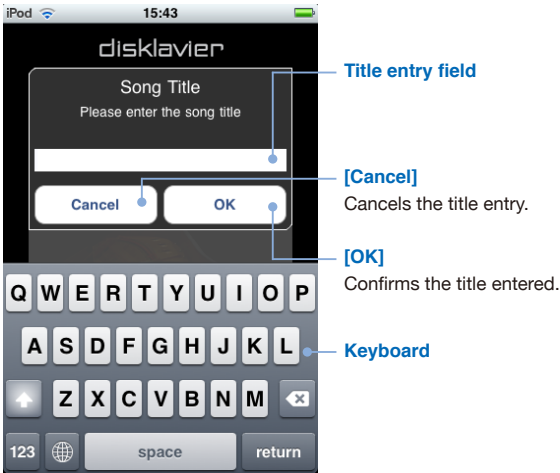 iPod 15:43
disklavier
Song Title
Please enter the song title
Cancel OK
Q W E R T Y U I O P
A S D F G H J K L
Z X C V B N M
123 space return
Title entry field
[Cancel]
Cancels the title entry.
[OK]
Confirms the title entered.
Keyboard